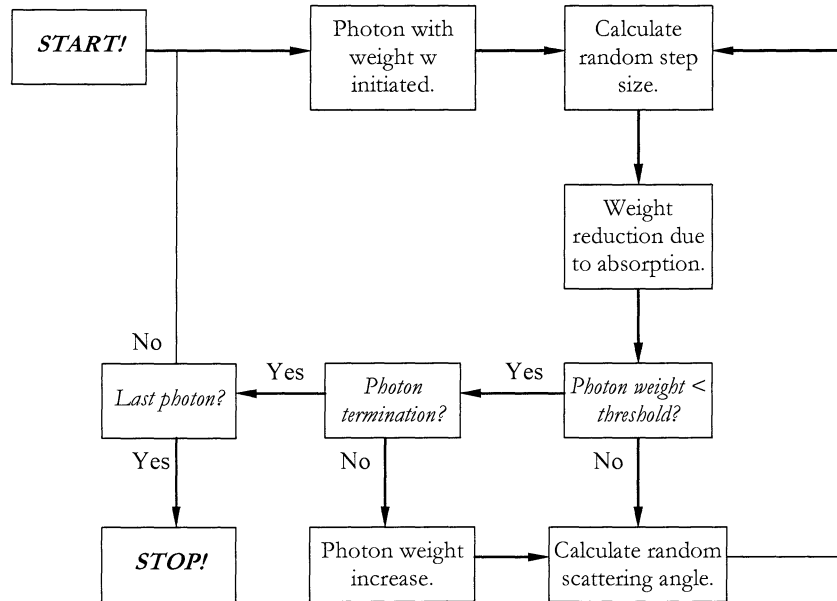 START!
Photon with
weight w
initiated.
Calculate
random step
size.
Weight
reduction due
to absorption.
No
Last photon?
Yes
Photon
termination?
Yes
Photon weight <
threshold?
Yes
No
No
STOP!
Photon weight
increase.
Calculate random
scattering angle.